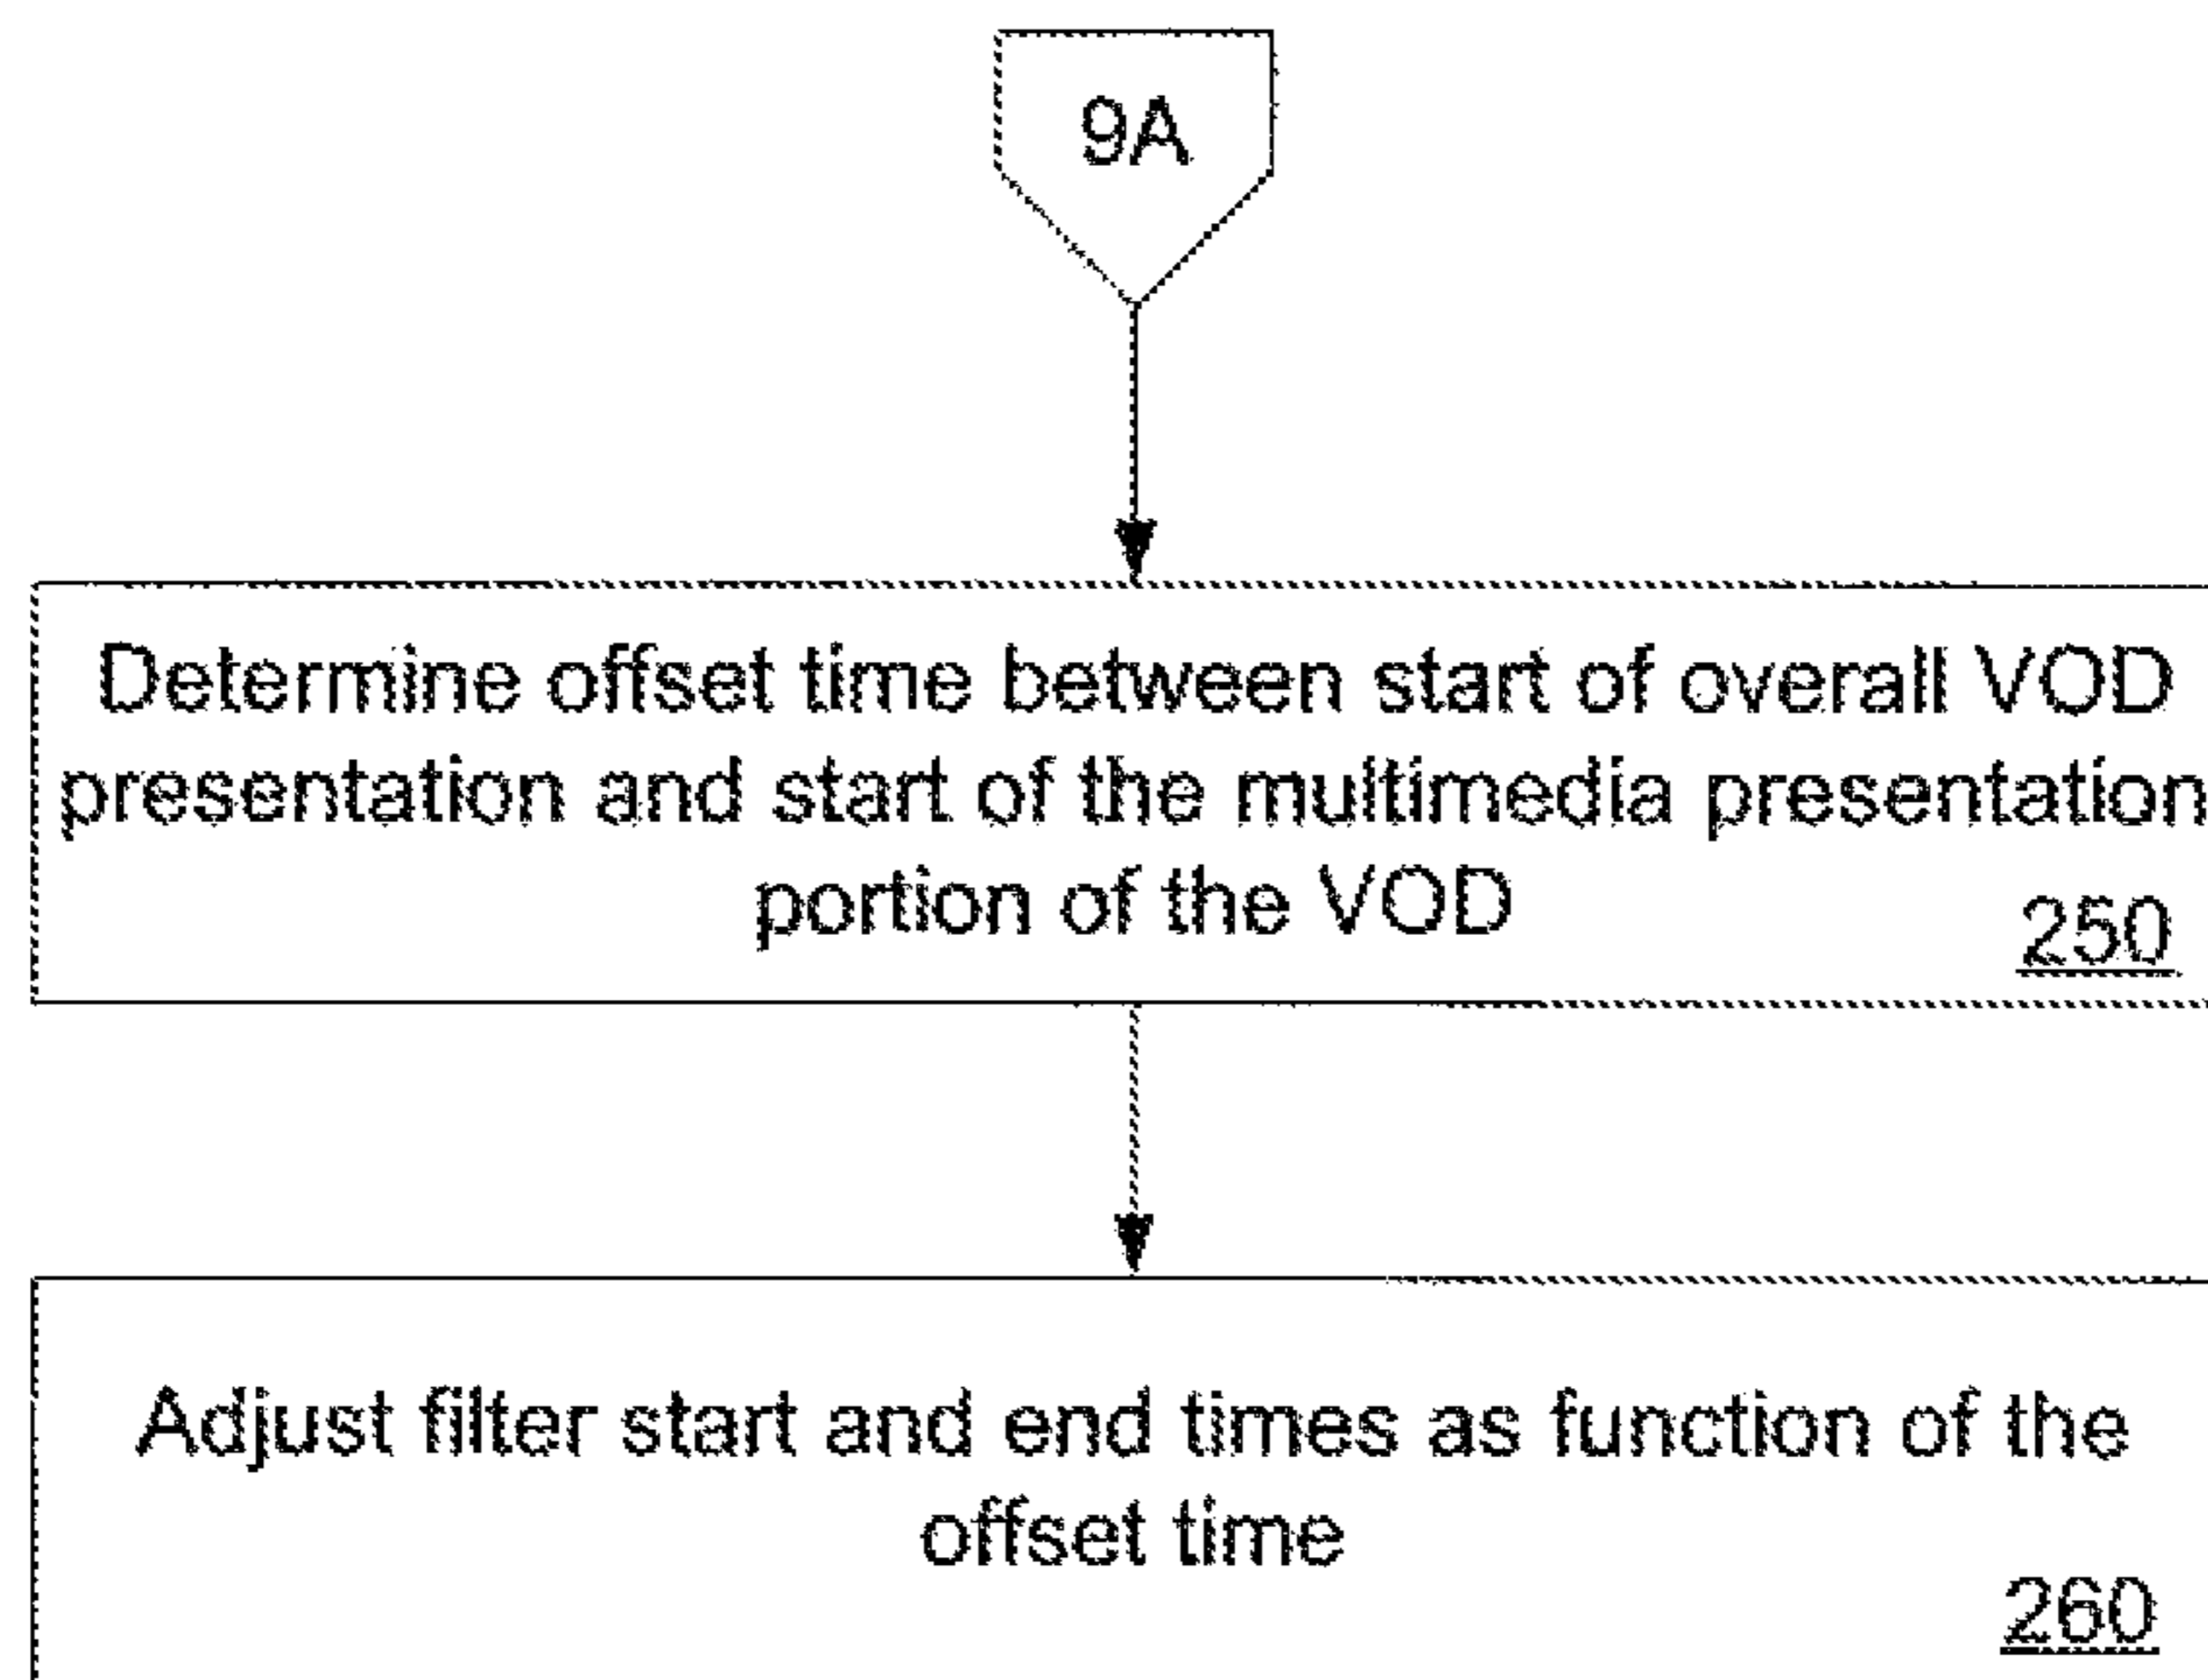 9A
Determine offset time between start of overall VOD
presentation and start of the multimedia presentation
portion of the VOD
250
Adjust filter start and end times as function of the
offset time
260